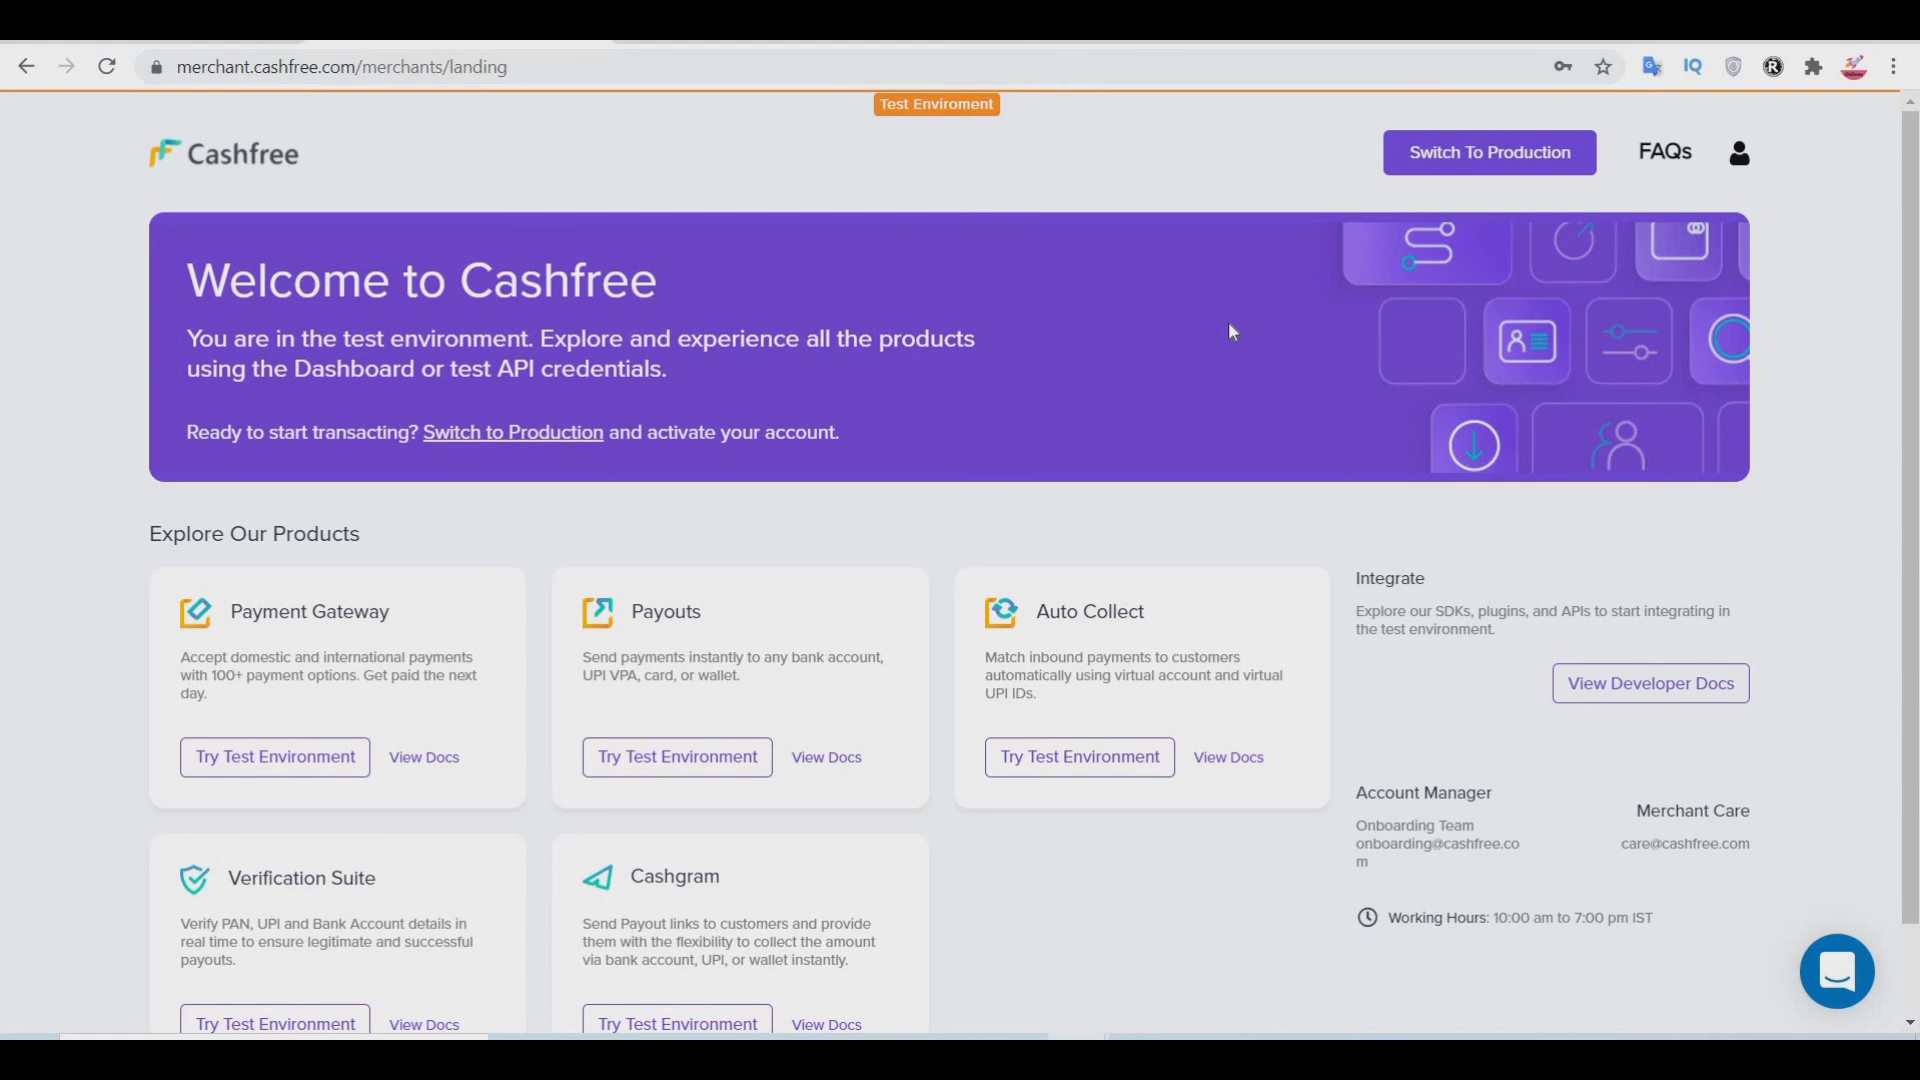 merchant.cashfree.com/merchants/landing
IQ
R
Test Enviroment
Cashfree
Switch To Production
FAQs
Welcome to Cashfree
You are in the test environment. Explore and experience all the products
using the Dashboard or test API credentials.
Ready to start transacting? Switch to Production and activate your account.
Explore Our Products
Payment Gateway
Accept domestic and international payments
with 100+ payment options. Get paid the next
day.
Try Test Environment
View Docs
Payouts
Send payments instantly to any bank account,
UPI VPA, card, or wallet.
Try Test Environment
View Docs
Auto Collect
Match inbound payments to customers
automatically using virtual account and virtual
UPI IDs.
Try Test Environment
View Docs
Integrate
Explore our SDKs, plugins, and APIs to start integrating in
the test environment.
View Developer Docs
Verification Suite
Verify PAN, UPI and Bank Account details in
real time to ensure legitimate and successful
payouts.
Try Test Environment
View Docs
Cashgram
Send Payout links to customers and provide
them with the flexibility to collect the amount
via bank account, UPI, or wallet instantly.
Try Test Environment
View Docs
Account Manager
Onboarding Team
onboarding@cashfree.co
m
Merchant Care
care@cashfree.com
Working Hours: 10:00 am to 7:00 pm IST